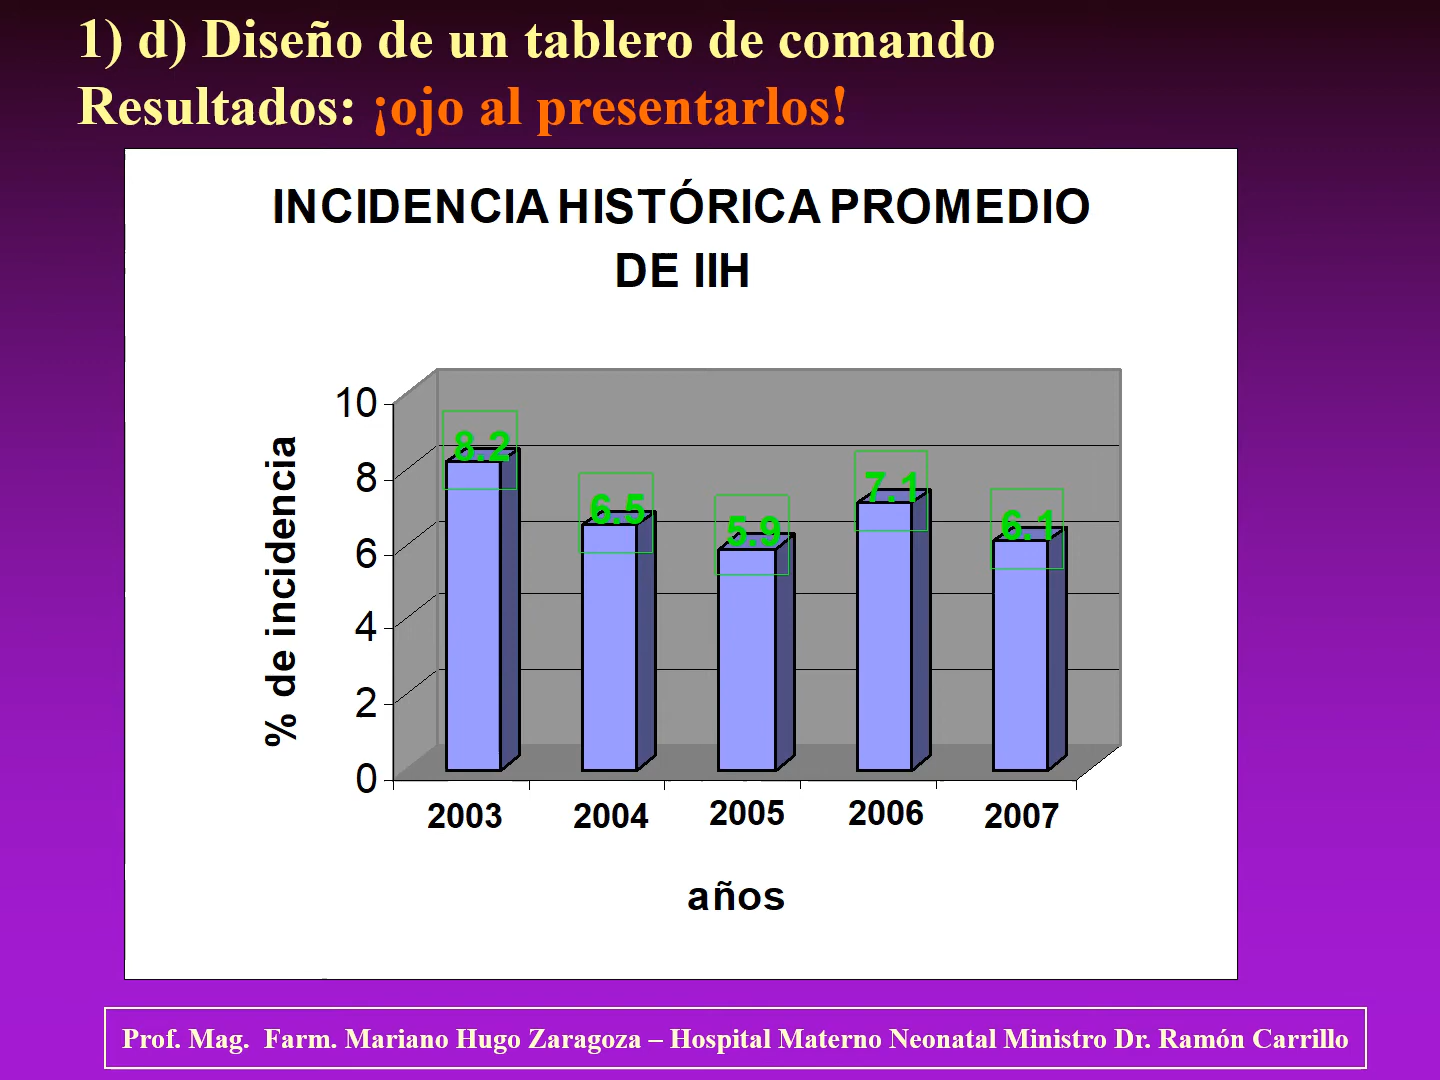 1) d) Diseño de un tablero de comando
Resultados: ¡ojo al presentarlos!
INCIDENCIA HISTÓRICA PROMEDIO
DE IIH
% de incidencia
10
8
6
4
2
0
8.2
6.5
5.9
7.1
6.1
2003
2004
2005
2006
2007
años
Prof. Mag. Farm. Mariano Hugo Zaragoza – Hospital Materno Neonatal Ministro Dr. Ramón Carrillo